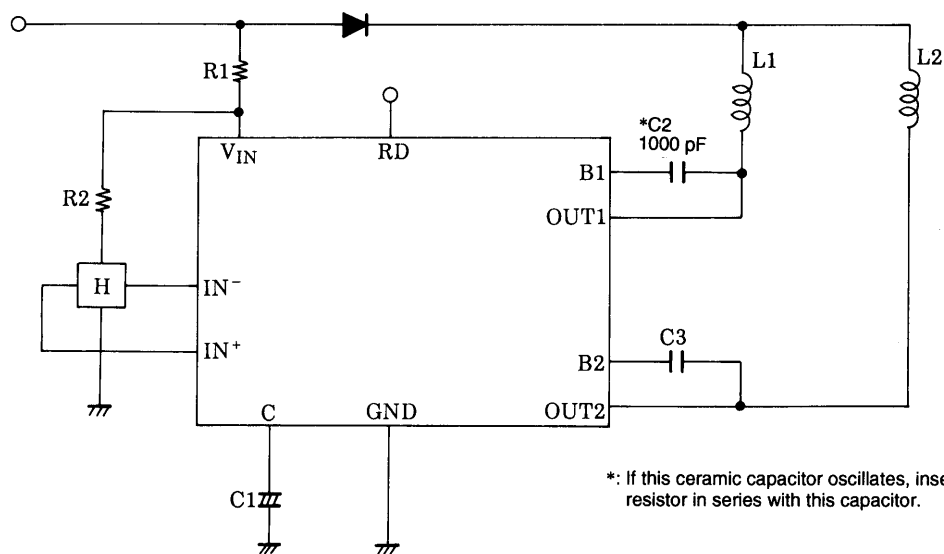 R1
L1
L2
*C2
1000 pF
VIN
RD
B1
R2
OUT1
H
IN-
IN+
C3
B2
C
GND
OUT2
C1
*: If this ceramic capacitor oscillates,
resistor in series with this capacitor.